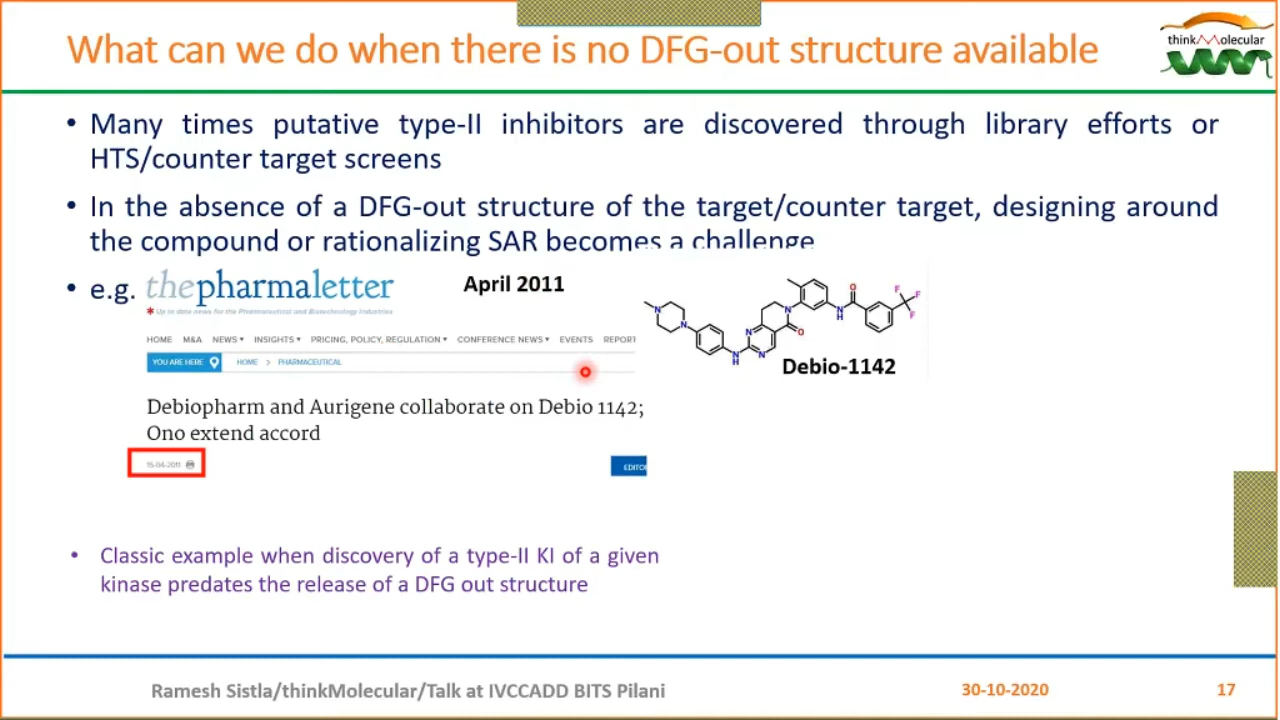 What can we do when there is no DFG-out structure available
thinkMolecular
• Many times putative type-II inhibitors are discovered through library efforts or
HTS/counter target screens
• In the absence of a DFG-out structure of the target/counter target, designing around
the compound or rationalizing SAR becomes a challenge
• e.g.
thepharmaletter
April 2011
✱ Up to date news for the Pharmaceutical and Biotechnology Industries
HOME M&A NEWS ▾ INSIGHTS ▾ PRICING, POLICY, REGULATION ▾ CONFERENCE NEWS ▾ EVENTS REPORT
YOU ARE HERE HOME > PHARMACEUTICAL
N
N
N
H
N
N
N
O
N
H
O
F
F
F
Debio-1142
Debiopharm and Aurigene collaborate on Debio 1142;
Ono extend accord
15-04-2011
EDITO
• Classic example when discovery of a type-II KI of a given
kinase predates the release of a DFG out structure
Ramesh Sistla/thinkMolecular/Talk at IVCCADD BITS Pilani
30-10-2020
17